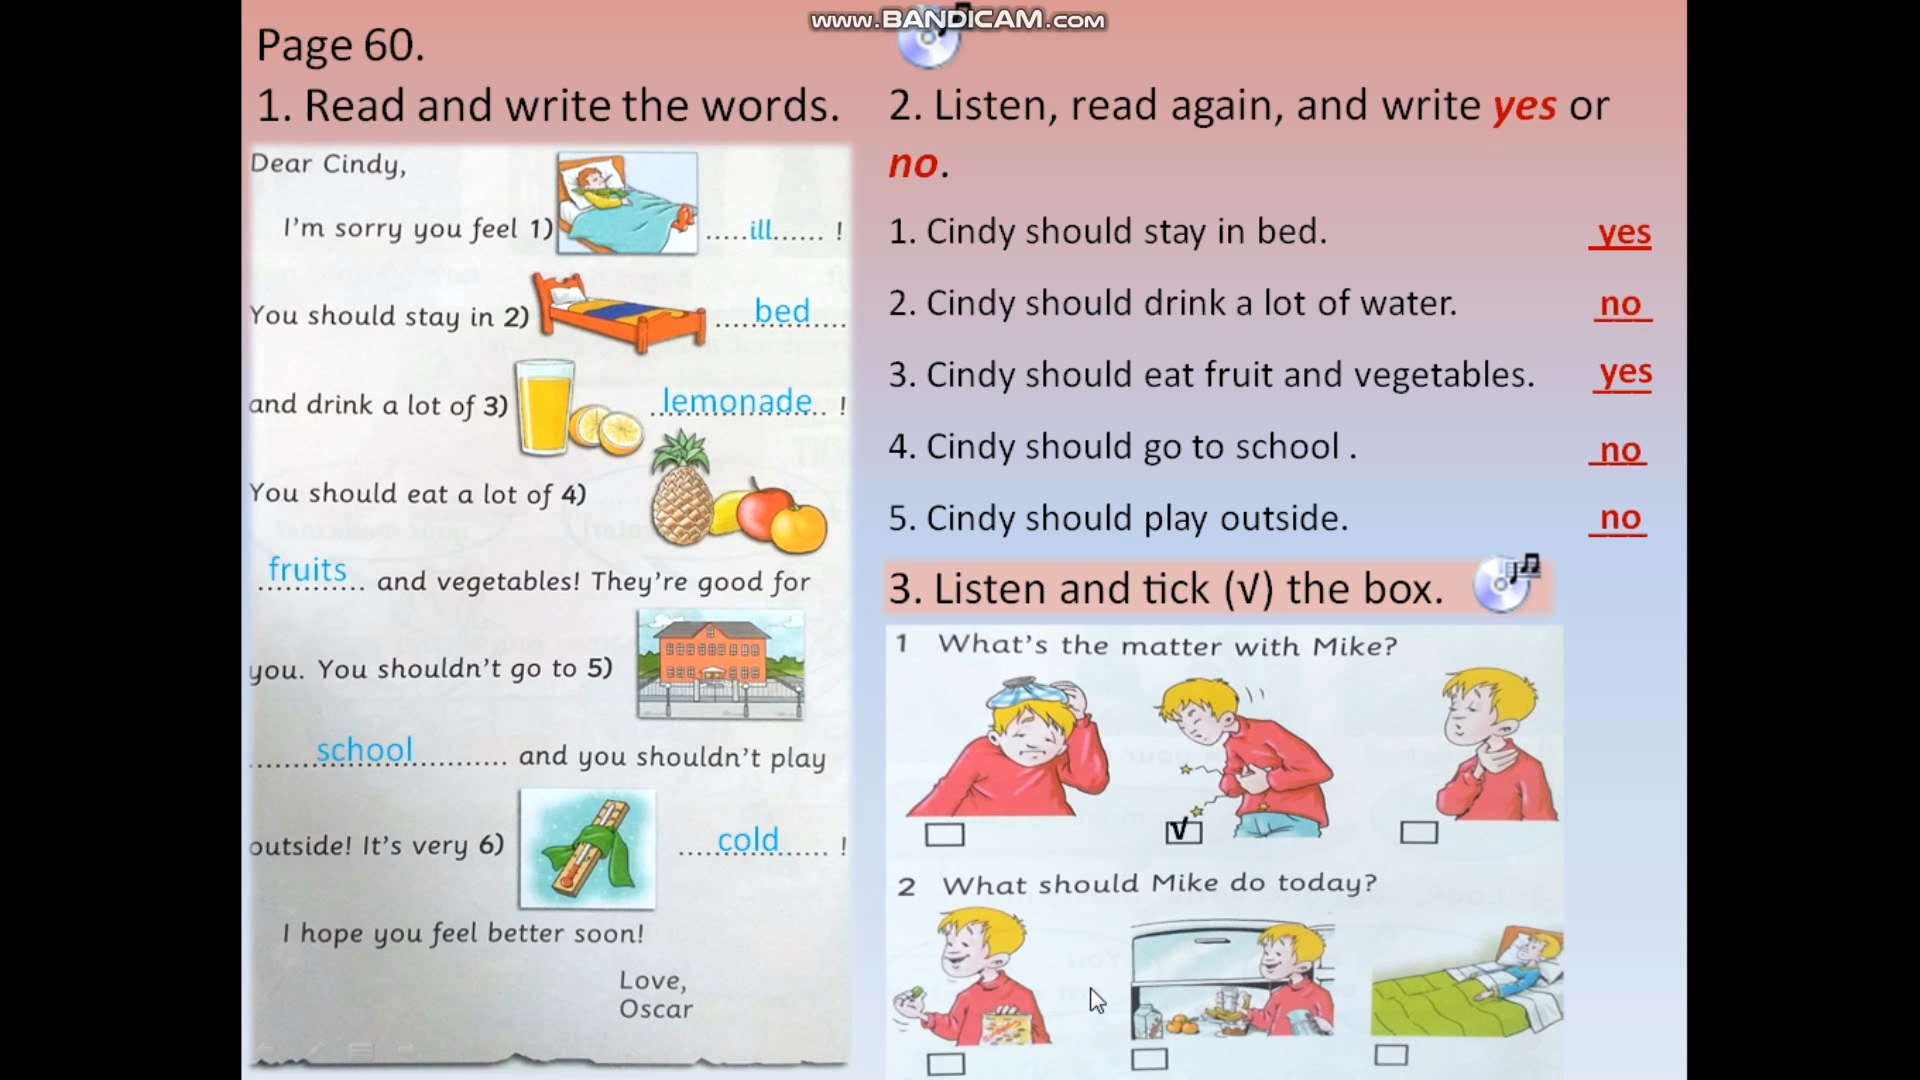 www.BANDICAM.com
Page 60.
1. Read and write the words.
Dear Cindy,
I'm sorry you feel 1) .....ill...... !
You should stay in 2) bed
and drink a lot of 3) lemonade !
You should eat a lot of 4)
fruits and vegetables! They're good for
you. You shouldn't go to 5)
school and you shouldn't play
outside! It's very 6) cold !
I hope you feel better soon!
Love,
Oscar
2. Listen, read again, and write yes or
no.
1. Cindy should stay in bed. yes
2. Cindy should drink a lot of water. no
3. Cindy should eat fruit and vegetables. yes
4. Cindy should go to school . no
5. Cindy should play outside. no
3. Listen and tick (√) the box.
1 What's the matter with Mike?
√
2 What should Mike do today?